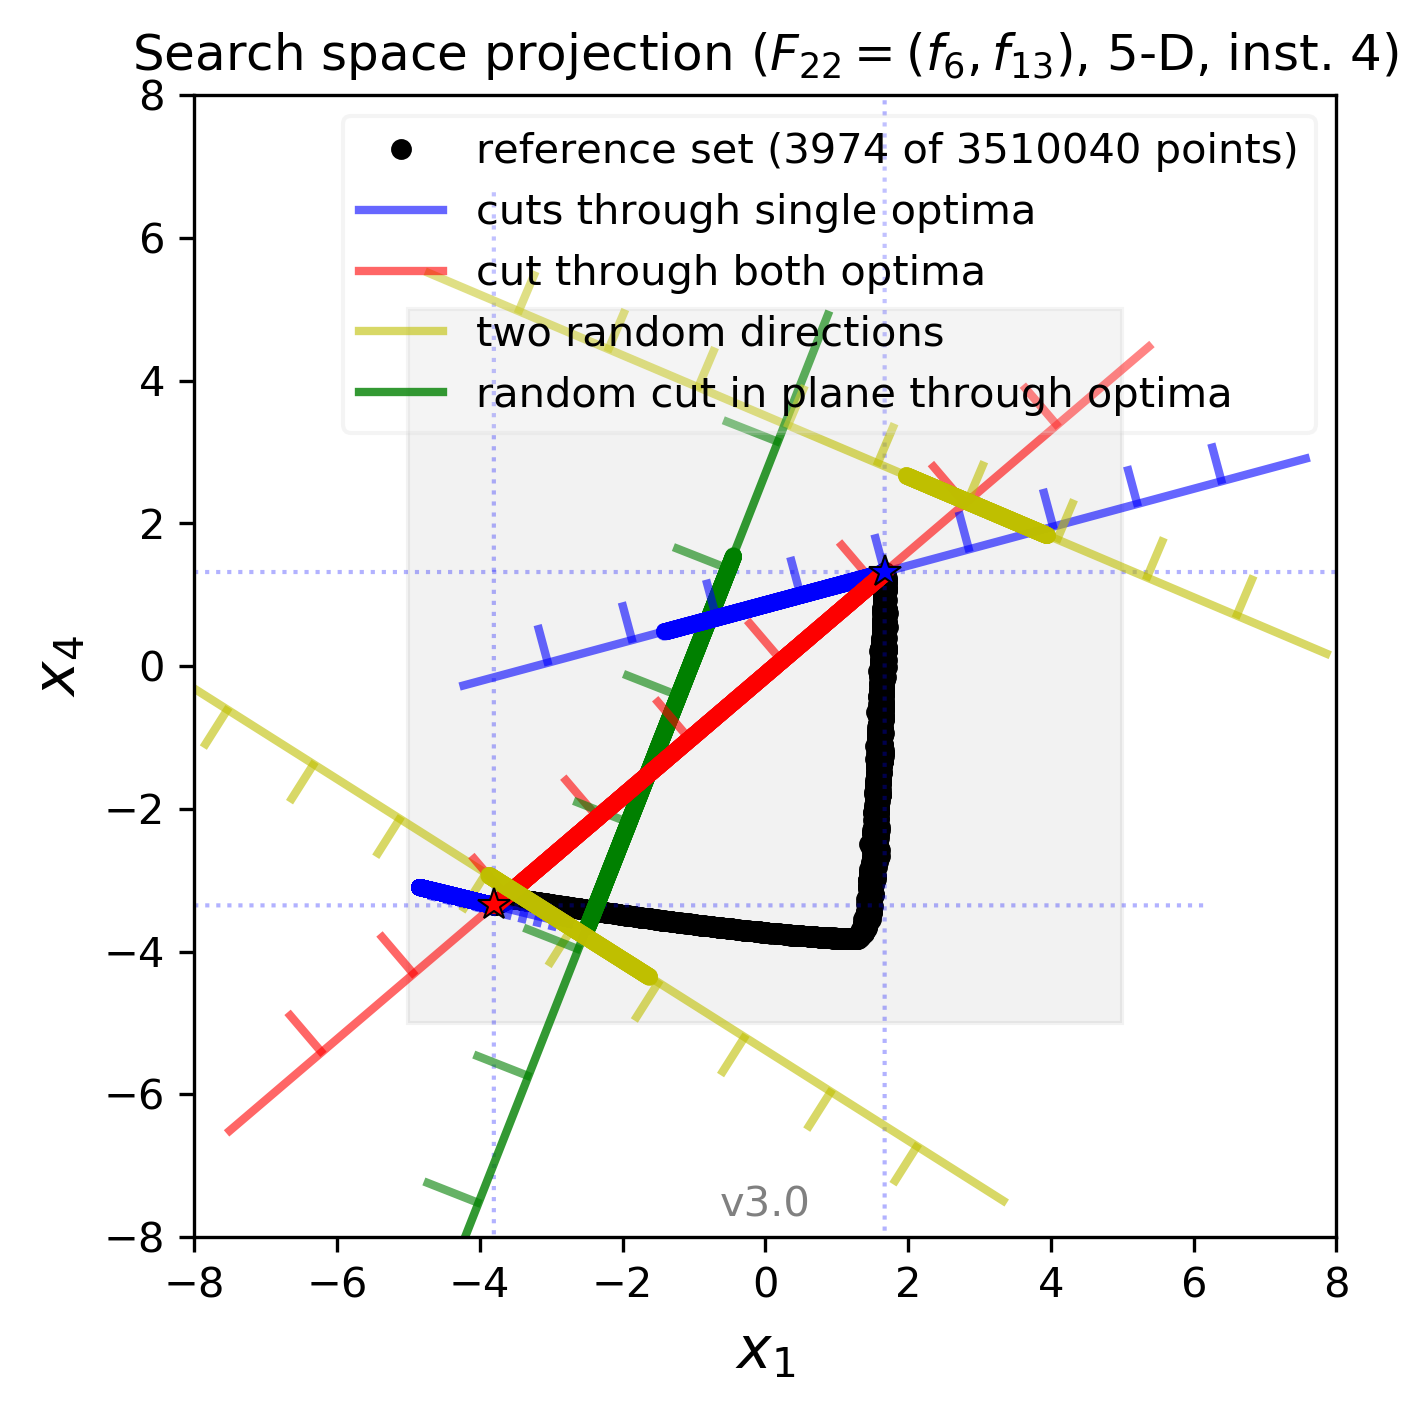 Search space projection (F₂₂ = (f₆, f₁₃), 5-D, inst. 4)
8
reference set (3974 of 3510040 points)
cuts through single optima
6
cut through both optima
two random directions
4
random cut in plane through optima
2
x₄
0
−2
−4
−6
v3.0
−8
−8 −6 −4 −2 0 2 4 6 8
x₁